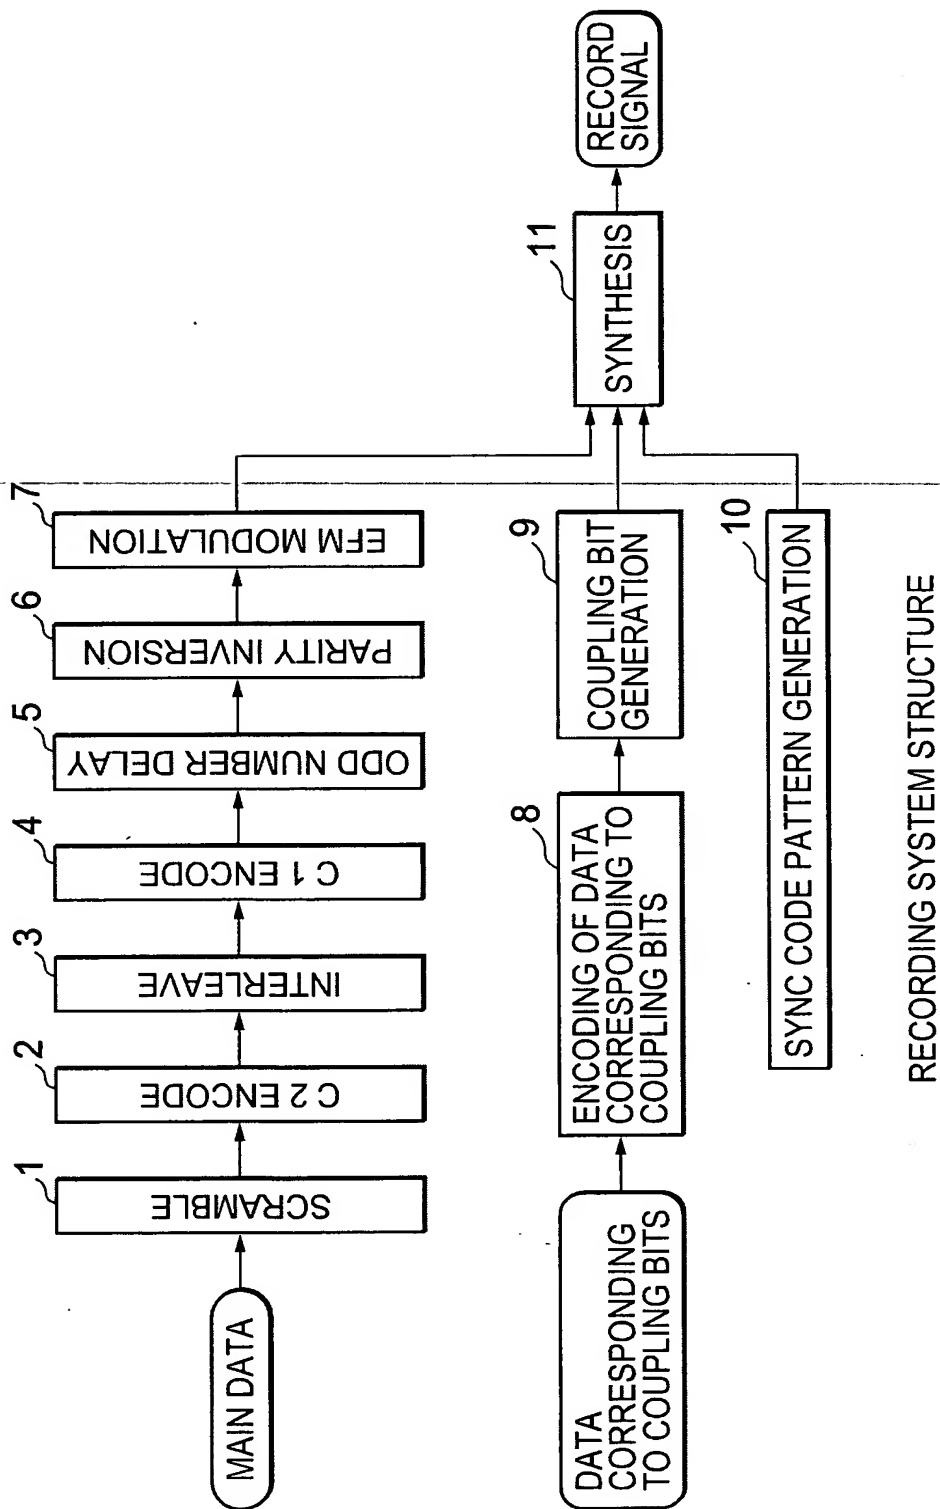 MAIN DATA
1
SCRAMBLE
2
C 2 ENCODE
3
INTERLEAVE
4
C 1 ENCODE
5
ODD NUMBER DELAY
6
PARITY INVERSION
7
EFM MODULATION
DATA
CORRESPONDING
TO COUPLING BITS
8
ENCODING OF DATA
CORRESPONDING TO
COUPLING BITS
9
COUPLING BIT
GENERATION
10
SYNC CODE PATTERN GENERATION
11
SYNTHESIS
RECORD
SIGNAL
RECORDING SYSTEM STRUCTURE